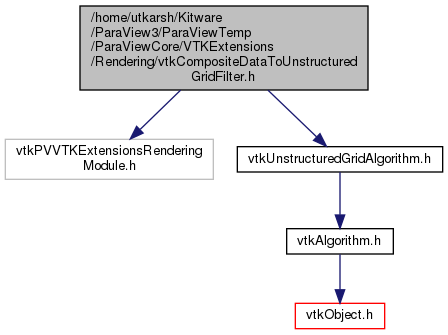 /home/utkarsh/Kitware
/ParaView3/ParaViewTemp
/ParaViewCore/VTKExtensions
/Rendering/vtkCompositeDataToUnstructured
GridFilter.h
vtkPVVTKExtensionsRendering
Module.h
vtkUnstructuredGridAlgorithm.h
vtkAlgorithm.h
vtkObject.h